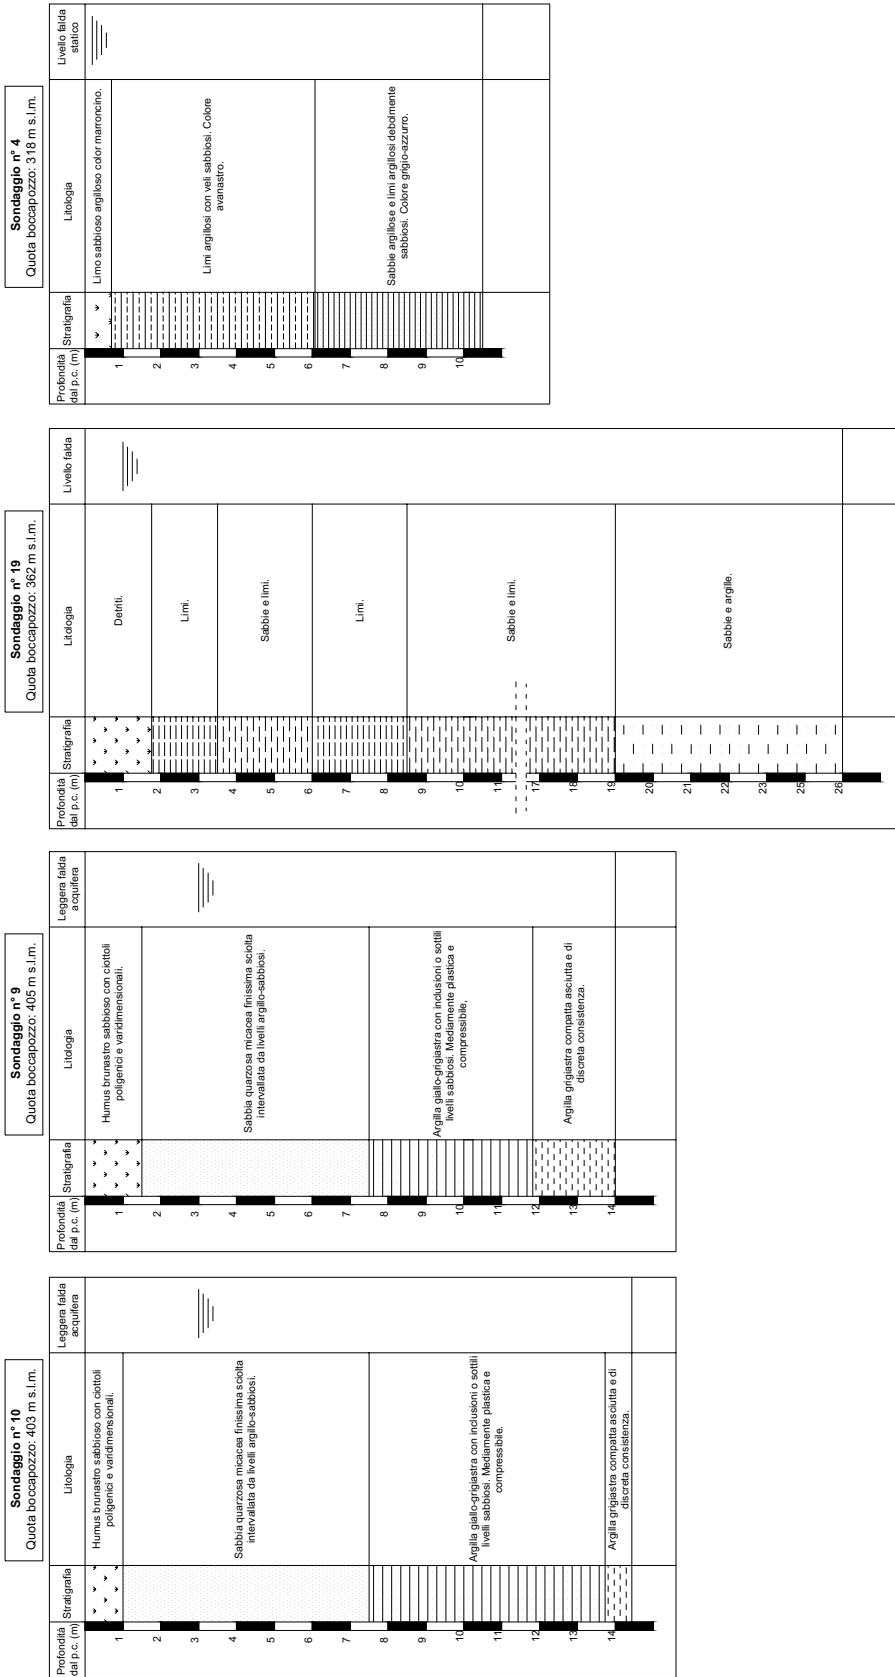 Sondaggio n° 10
Quota boccapozzo: 403 m s.l.m.
Profondità
dal p.c. (m)
Stratigrafia
Litologia
Leggera falda
acquifera
1
2
3
4
5
6
7
8
9
10
11
12
13
14
Humus brunastro sabbioso con ciottoli
poligenici e varidimensionali.
Sabbia quarzosa micacea finissima sciolta
intervallata da livelli argillo-sabbiosi.
Argilla giallo-grigiastra con inclusioni o sottili
livelli sabbiosi. Mediamente plastica e
compressibile.
Argilla grigiastra compatta asciutta e di
discreta consistenza.
Sondaggio n° 9
Quota boccapozzo: 405 m s.l.m.
Profondità
dal p.c. (m)
Stratigrafia
Litologia
Leggera falda
acquifera
1
2
3
4
5
6
7
8
9
10
11
12
13
14
Humus brunastro sabbioso con ciottoli
poligenici e varidimensionali.
Sabbia quarzosa micacea finissima sciolta
intervallata da livelli argillo-sabbiosi.
Argilla giallo-grigiastra con inclusioni o sottili
livelli sabbiosi. Mediamente plastica e
compressibile,
Argilla grigiastra compatta asciutta e di
discreta consistenza.
Sondaggio n° 19
Quota boccapozzo: 362 m s.l.m.
Profondità
dal p.c. (m)
Stratigrafia
Litologia
Livello falda
1
2
3
4
5
6
7
8
9
10
11
17
18
19
20
21
22
23
25
26
Detriti.
Limi.
Sabbie e limi.
Limi.
Sabbie e limi.
Sabbie e argille.
Sondaggio n° 4
Quota boccapozzo: 318 m s.l.m.
Profondità
dal p.c. (m)
Stratigrafia
Litologia
Livello falda
statico
1
2
3
4
5
6
7
8
9
10
Limo sabbioso argilloso color marroncino.
Limi argillosi con veli sabbiosi. Colore
avanastro.
Sabbie argillose e limi argillosi debolmente
sabbiosi. Colore grigio-azzurro.